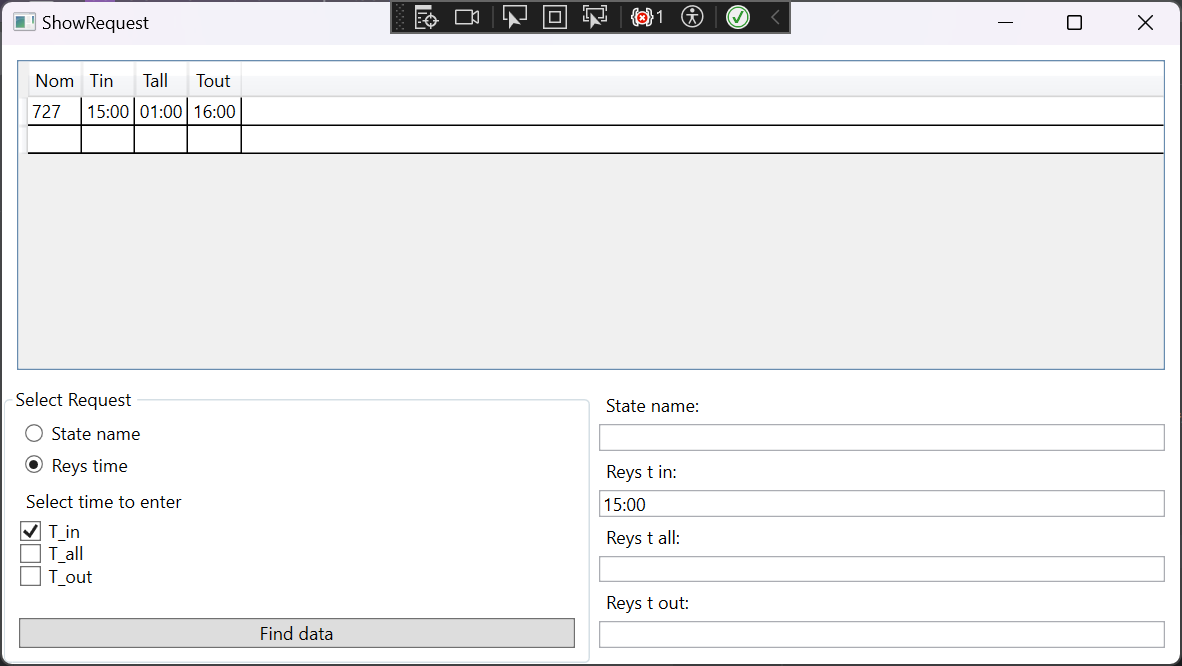 ShowRequest
1
Nom Tin Tall Tout
727 15:00 01:00 16:00
Select Request
State name
Reys time
Select time to enter
T_in
T_all
T_out
Find data
State name:
Reys t in:
15:00
Reys t all:
Reys t out: